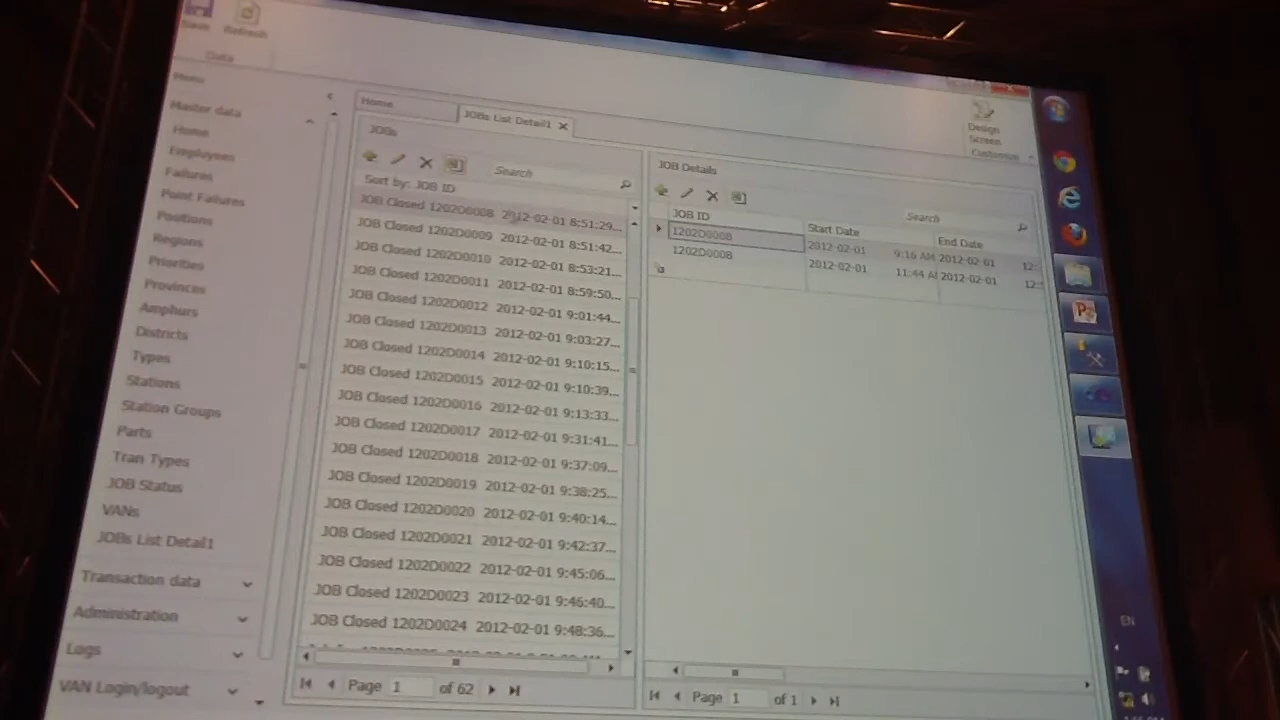 Save
Refresh
Data
Menu
Master data
Home
Employees
Failures
Point Failures
Positions
Regions
Priorities
Provinces
Amphurs
Districts
Types
Stations
Station Groups
Parts
Tran Types
JOB Status
VANs
JOBs List Detail1
Transaction data
Administration
Logs
VAN Login/logout
Home
JOBs List Detail1
JOBs
Search
Sort by: JOB ID
JOB Closed 1202D0008 2012-02-01 8:51:29...
JOB Closed 1202D0009 2012-02-01 8:51:42...
JOB Closed 1202D0010 2012-02-01 8:53:21...
JOB Closed 1202D0011 2012-02-01 8:59:50...
JOB Closed 1202D0012 2012-02-01 9:01:44...
JOB Closed 1202D0013 2012-02-01 9:03:27...
JOB Closed 1202D0014 2012-02-01 9:10:15...
JOB Closed 1202D0015 2012-02-01 9:10:39...
JOB Closed 1202D0016 2012-02-01 9:13:33...
JOB Closed 1202D0017 2012-02-01 9:31:41...
JOB Closed 1202D0018 2012-02-01 9:37:09...
JOB Closed 1202D0019 2012-02-01 9:38:25...
JOB Closed 1202D0020 2012-02-01 9:40:14...
JOB Closed 1202D0021 2012-02-01 9:42:37...
JOB Closed 1202D0022 2012-02-01 9:45:06...
JOB Closed 1202D0023 2012-02-01 9:46:40...
JOB Closed 1202D0024 2012-02-01 9:48:36...
Page 1 of 62
Design
Screen
Customize
JOB Details
Search
JOB ID Start Date End Date
1202D0008 2012-02-01 9:16 AM 2012-02-01 12:
1202D0008 2012-02-01 11:44 AM 2012-02-01 12:
Page 1 of 1
EN